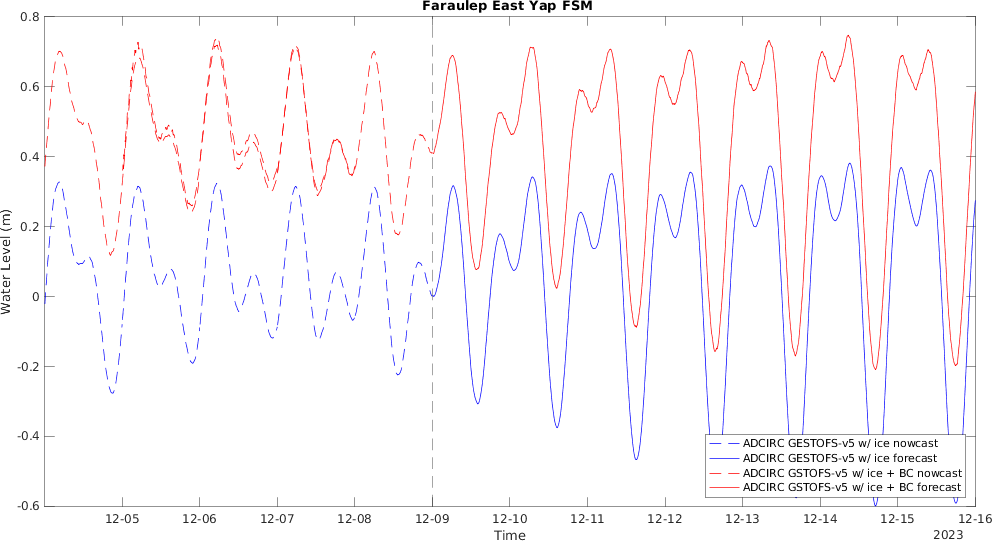 Faraulep East Yap FSM
0.8
0.6
0.4
0.2
0
-0.2
-0.4
-0.6
Water Level (m)
ADCIRC GESTOFS-v5 w/ ice nowcast
ADCIRC GESTOFS-v5 w/ ice forecast
ADCIRC GSTOFS-v5 w/ ice + BC nowcast
ADCIRC GSTOFS-v5 w/ ice + BC forecast
12-05 12-06 12-07 12-08 12-09 12-10 12-11 12-12 12-13 12-14 12-15 12-16
Time
2023